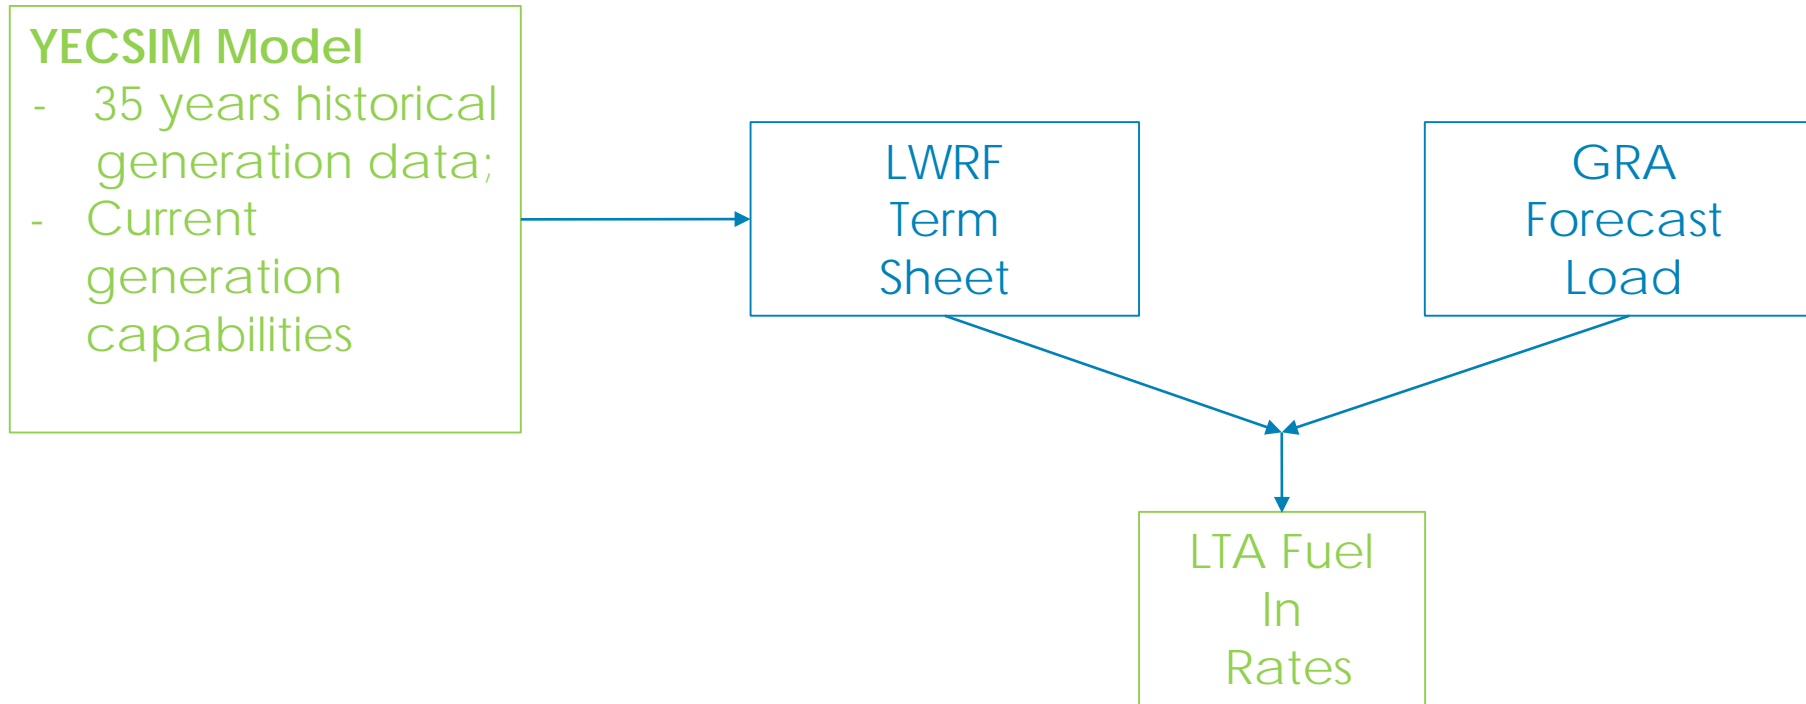 YECSIM Model
- 35 years historical
generation data;
- Current
generation
capabilities
LWRF
Term
Sheet
GRA
Forecast
Load
LTA Fuel
In
Rates